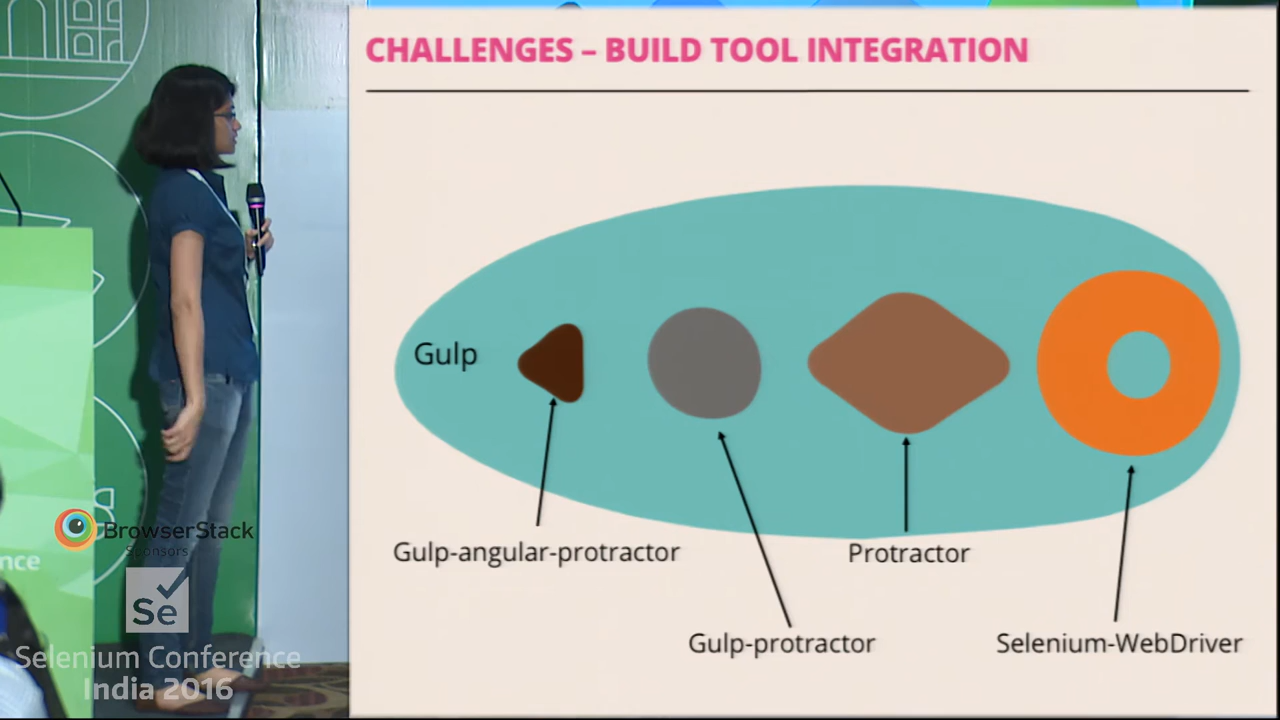 CHALLENGES – BUILD TOOL INTEGRATION
Gulp
Gulp-angular-protractor
Protractor
Gulp-protractor
Selenium-WebDriver
BrowserStack
Sponsors
nce
Se
Selenium Conference
India 2016